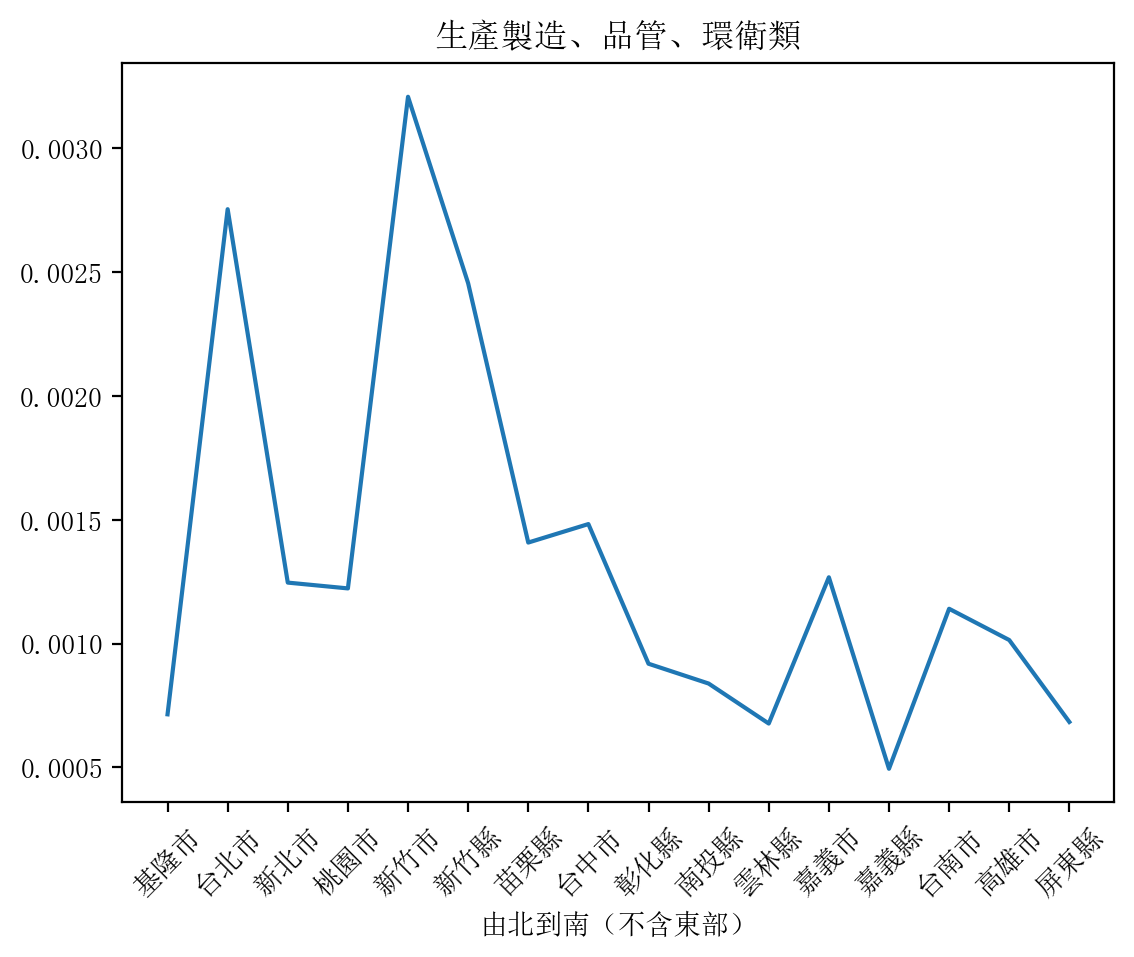 生產製造、品管、環衛類
0.0030
0.0025
0.0020
0.0015
0.0010
0.0005
基隆市
台北市
新北市
桃園市
新竹市
新竹縣
苗栗縣
台中市
彰化縣
南投縣
雲林縣
嘉義市
嘉義縣
台南市
高雄市
屏東縣
由北到南（不含東部）